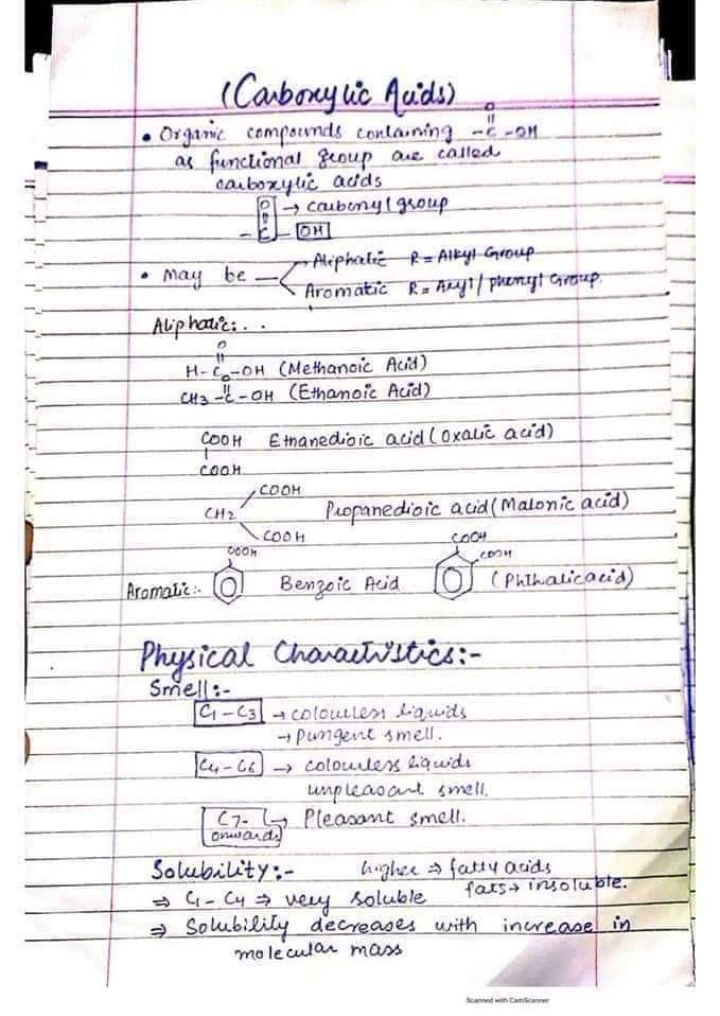 (Carboxylic Acids)
• Organic compounds containing -C-OH
O
||
as functional group are called
carboxylic acids
O
||
→ carbonyl group
- C - OH
• May be — Aliphatic R = Alkyl Group
Aromatic R = Aryl/phenyl Group.
Aliphatic:..
O
||
H-C-OH (Methanoic Acid)
O
||
CH3-C-OH (Ethanoic Acid)
COOH Ethanedioic acid (Oxalic acid)
|
COOH
COOH
CH2 Propanedioic acid (Malonic acid)
COOH
COOH
COOH
COOH
Aromatic:- Benzoic Acid (Phthalic acid)
Physical Characteristics:-
Smell:-
C1-C3 → colourless liquids
→ pungent smell.
C4-C6 → colourless liquids
unpleasant smell.
C7- → Pleasant smell.
onwards
Solubility:- higher ⇒ fatty acids
fats → insoluble.
⇒ C1-C4 ⇒ very soluble
⇒ Solubility decreases with increase in
molecular mass
Scanned with CamScanner